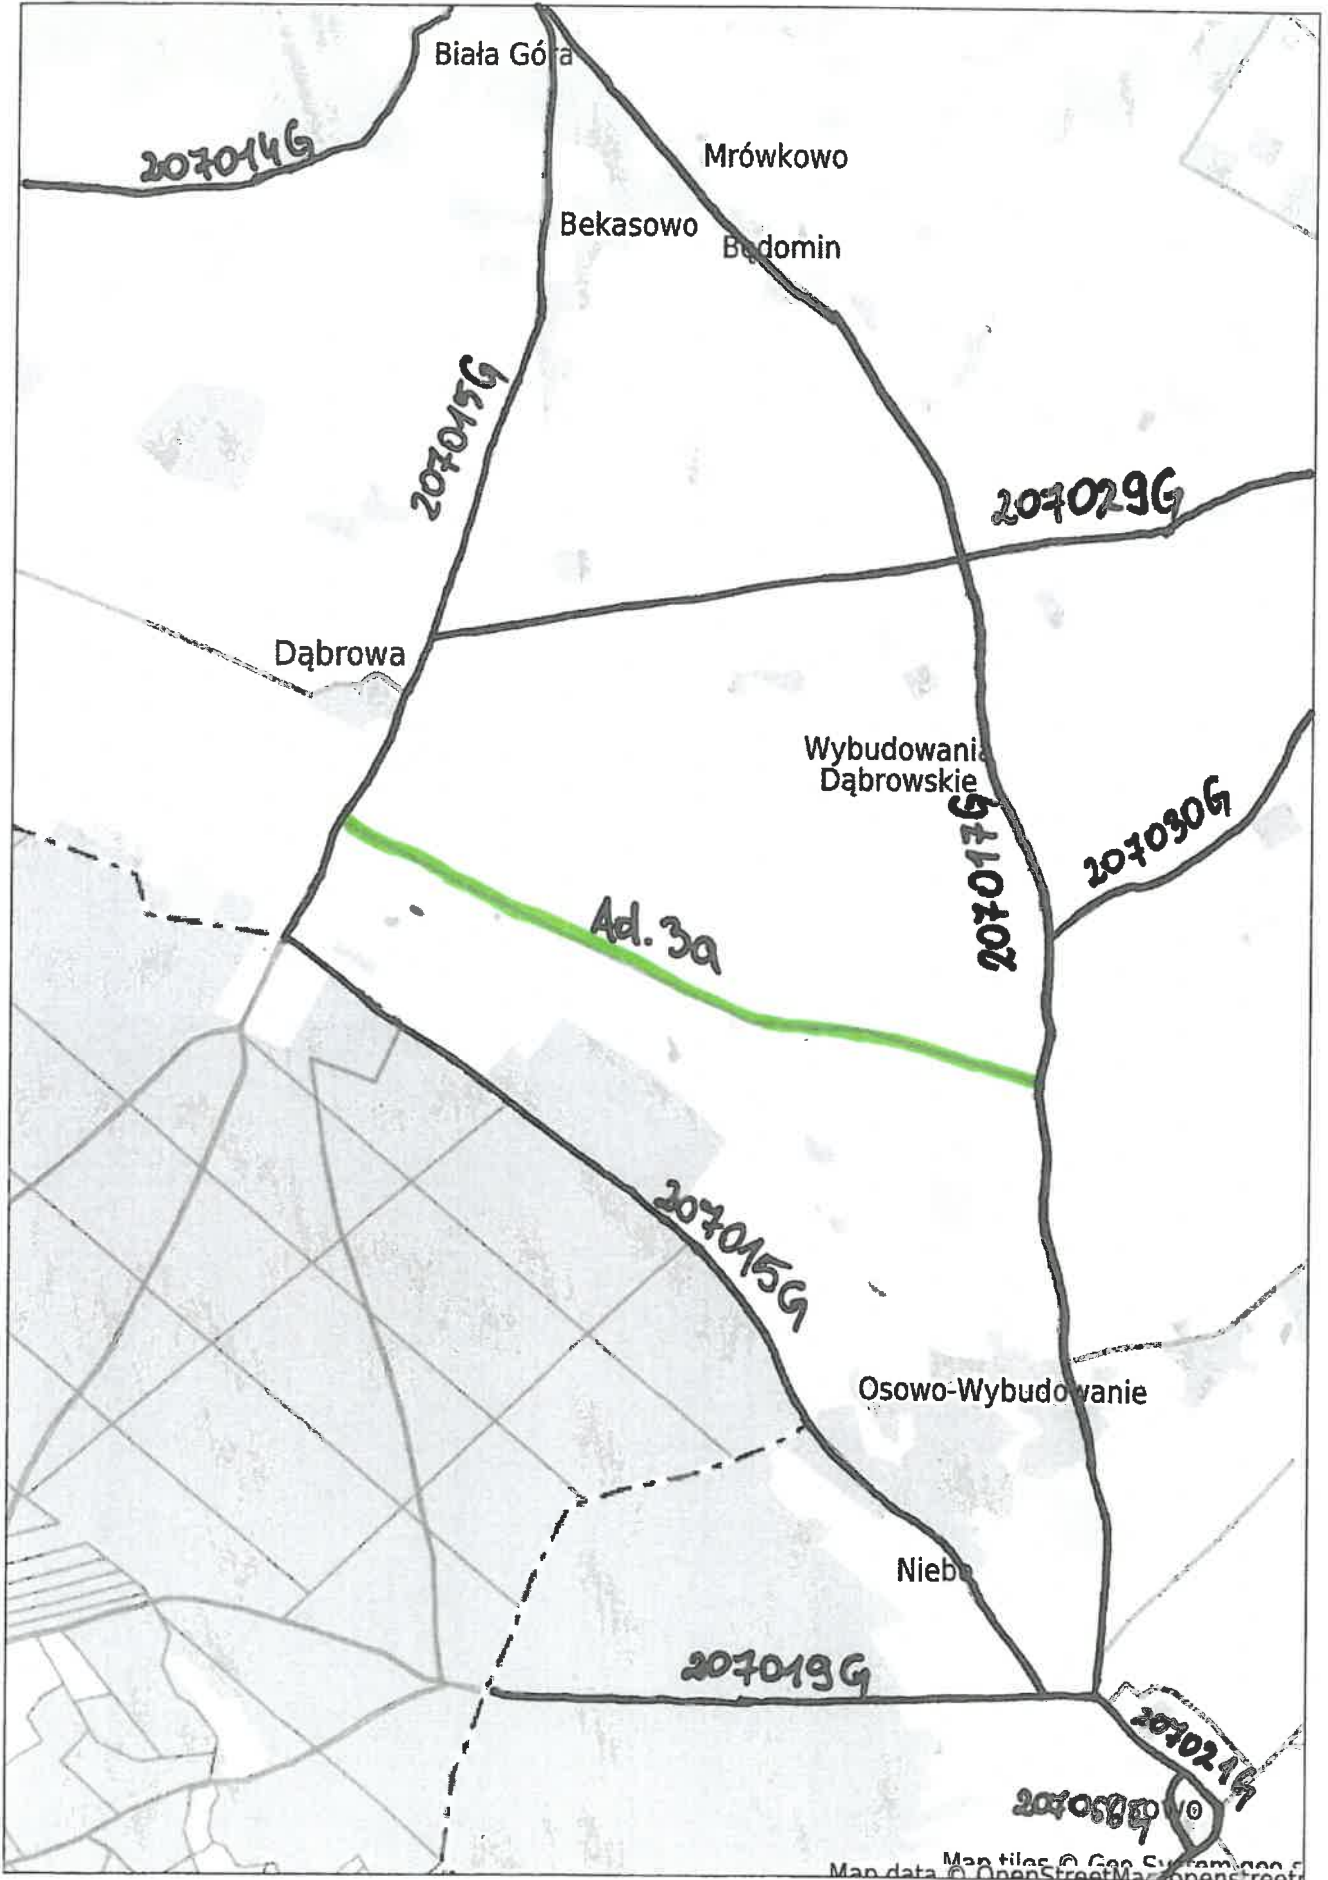 Biała Góra
207014G
Mrówkowo
Bekasowo
Będomin
207015G
207029G
Dąbrowa
Wybudowania
Dąbrowskie
207017G
207030G
Ad. 3a
207015G
Osowo-Wybudowanie
Niebo
207019G
207021G
Map tiles © Geo System
Map data © OpenStreetMap